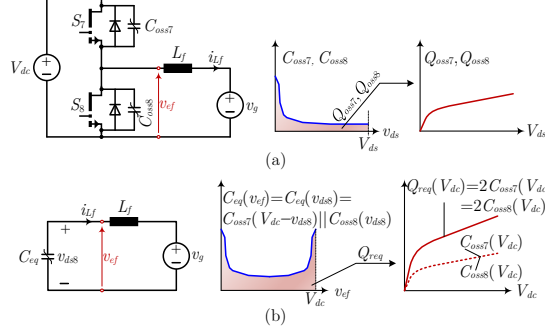 S7
Coss7
Vdc
Lf
iLf
S8
Coss8
vef
vg
Coss7, Coss8
Qoss7, Qoss8
vds
Vds
Qoss7, Qoss8
Vds
(a)
iLf
Lf
Ceq
+
vds8
−
vef
vg
Ceq(vef)=Ceq(vds8)=
Coss7(Vdc−vds8)||Coss8(vds8)
Qreq
Vdc
vef
Qreq(Vdc)=2Coss7(Vdc)
=2Coss8(Vdc)
Coss7(Vdc)
Coss8(Vdc)
Vdc
(b)